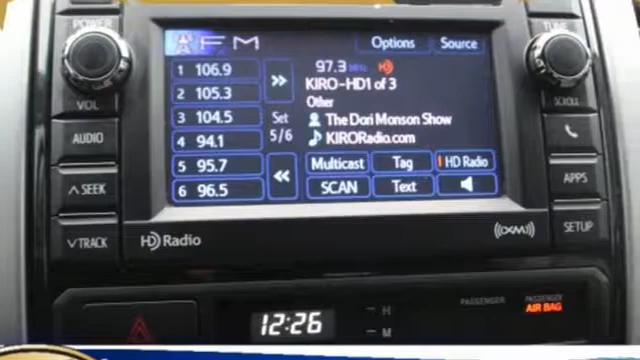 POWER
VOL
AUDIO
∧ SEEK
∨ TRACK
FM
Options
Source
1 106.9
2 105.3
3 104.5
4 94.1
5 95.7
6 96.5
>>
Set
5/6
<<
97.3 MHz HD
KIRO-HD1 of 3
Other
The Dori Monson Show
KIRORadio.com
Multicast
Tag
HD Radio
SCAN
Text
TUNE
SCROLL
APPS
SETUP
HD Radio
((XM))
12:26
H
M
PASSENGER
PASSENGER
AIR BAG